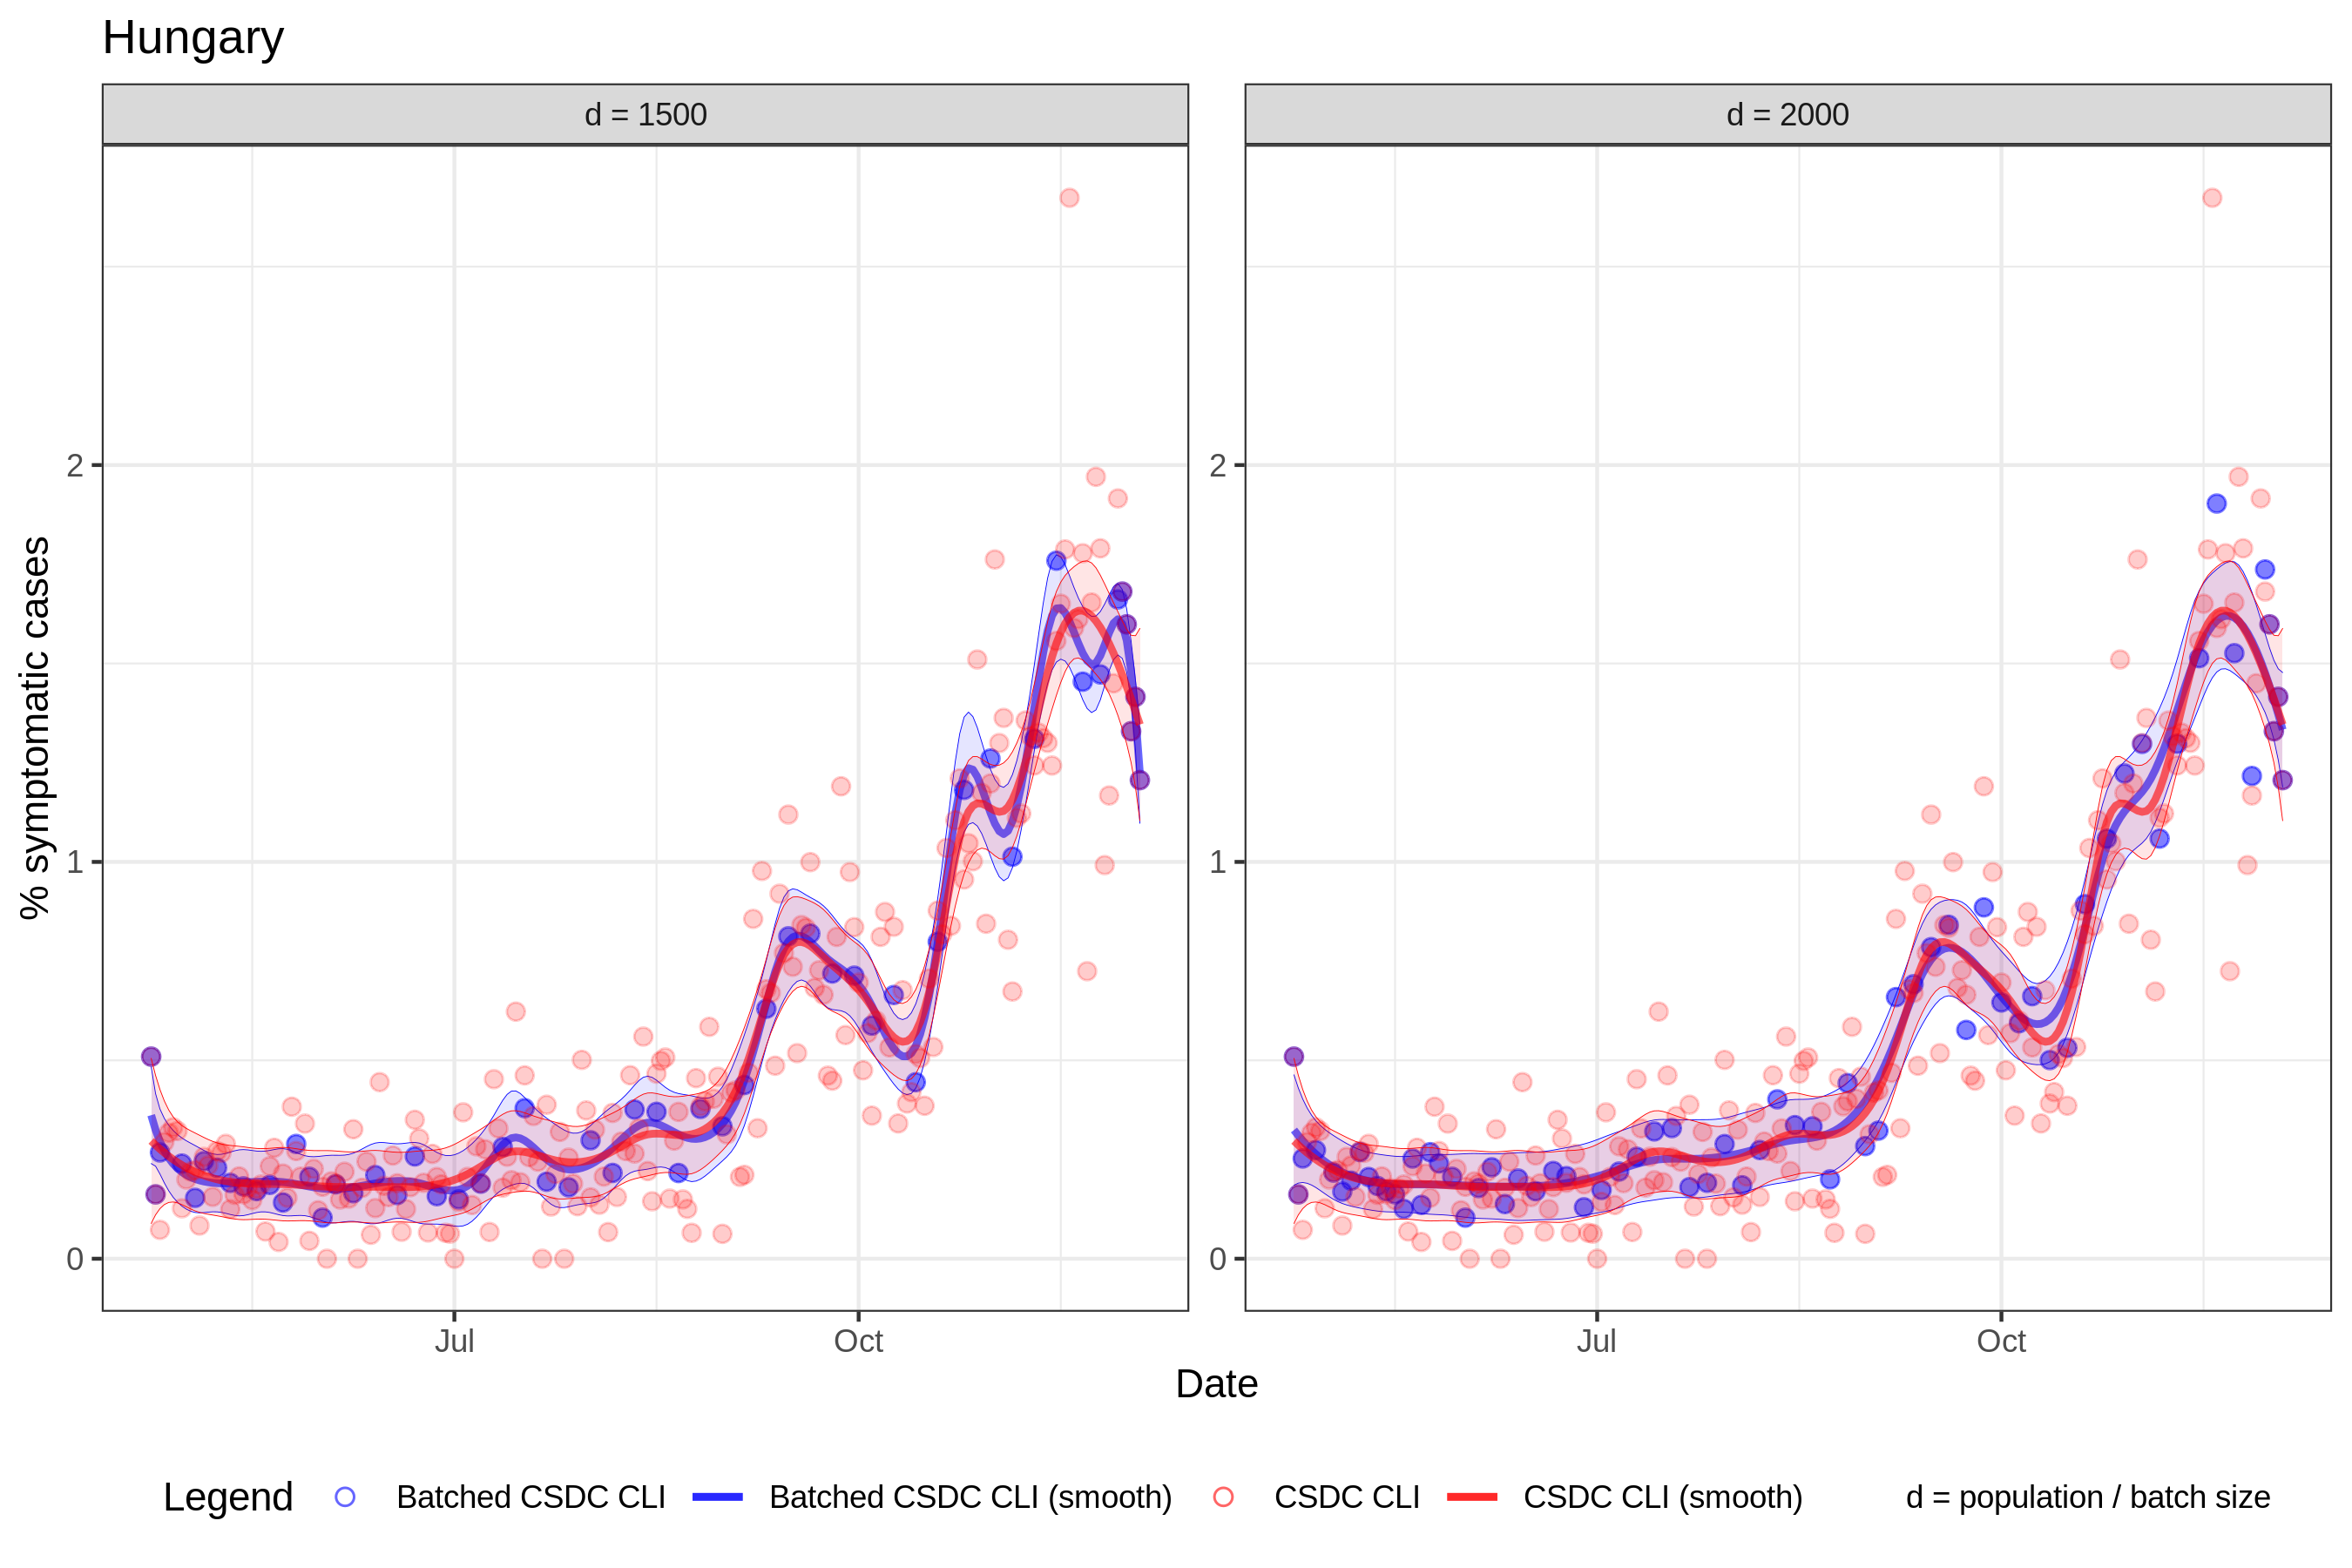 Hungary
d = 1500
d = 2000
% symptomatic cases
2
1
0
2
1
0
Jul
Oct
Jul
Oct
Date
Legend
Batched CSDC CLI
Batched CSDC CLI (smooth)
CSDC CLI
CSDC CLI (smooth)
d = population / batch size